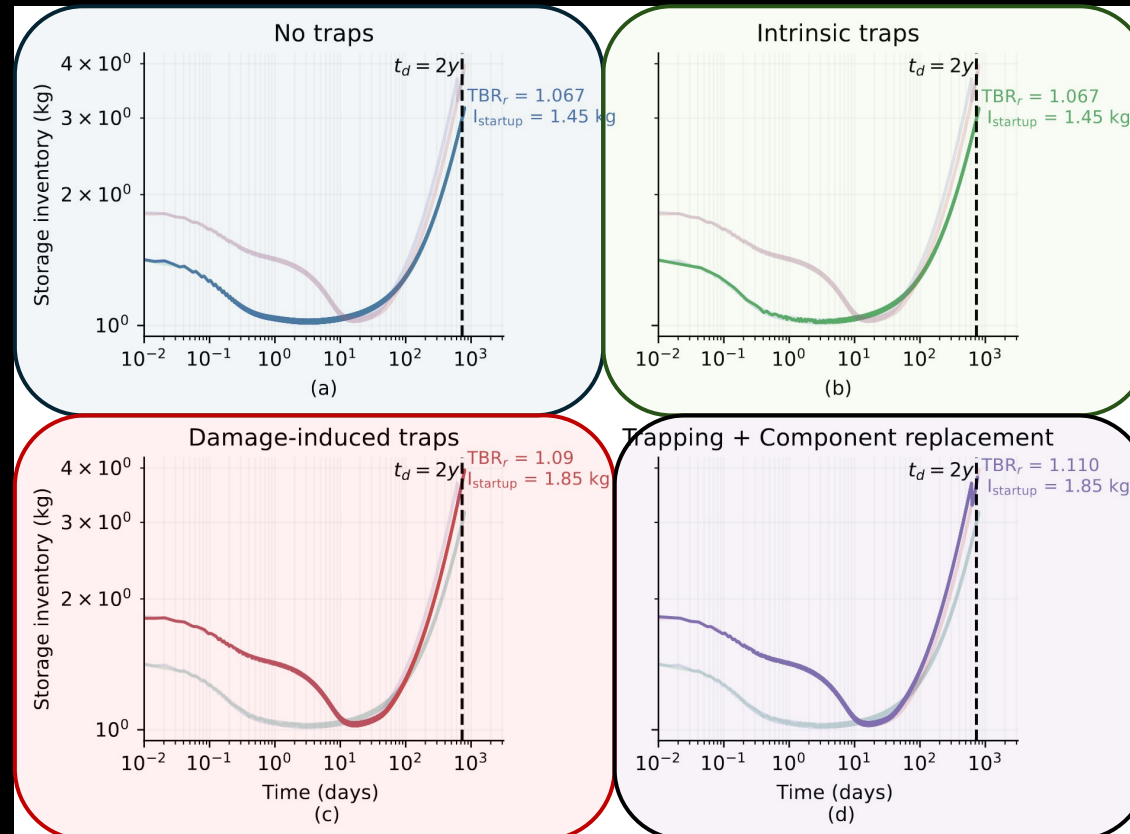 No traps
4 × 10⁰
3 × 10⁰
2 × 10⁰
10⁰
Storage inventory (kg)
t_d = 2y
TBR_r = 1.067
I_startup = 1.45 kg
10⁻² 10⁻¹ 10⁰ 10¹ 10² 10³
(a)
Intrinsic traps
t_d = 2y
TBR_r = 1.067
I_startup = 1.45 kg
10⁻² 10⁻¹ 10⁰ 10¹ 10² 10³
(b)
Damage-induced traps
4 × 10⁰
3 × 10⁰
2 × 10⁰
10⁰
Storage inventory (kg)
t_d = 2y
TBR_r = 1.09
I_startup = 1.85 kg
10⁻² 10⁻¹ 10⁰ 10¹ 10² 10³
Time (days)
(c)
Trapping + Component replacement
t_d = 2y
TBR_r = 1.110
I_startup = 1.85 kg
10⁻² 10⁻¹ 10⁰ 10¹ 10² 10³
Time (days)
(d)